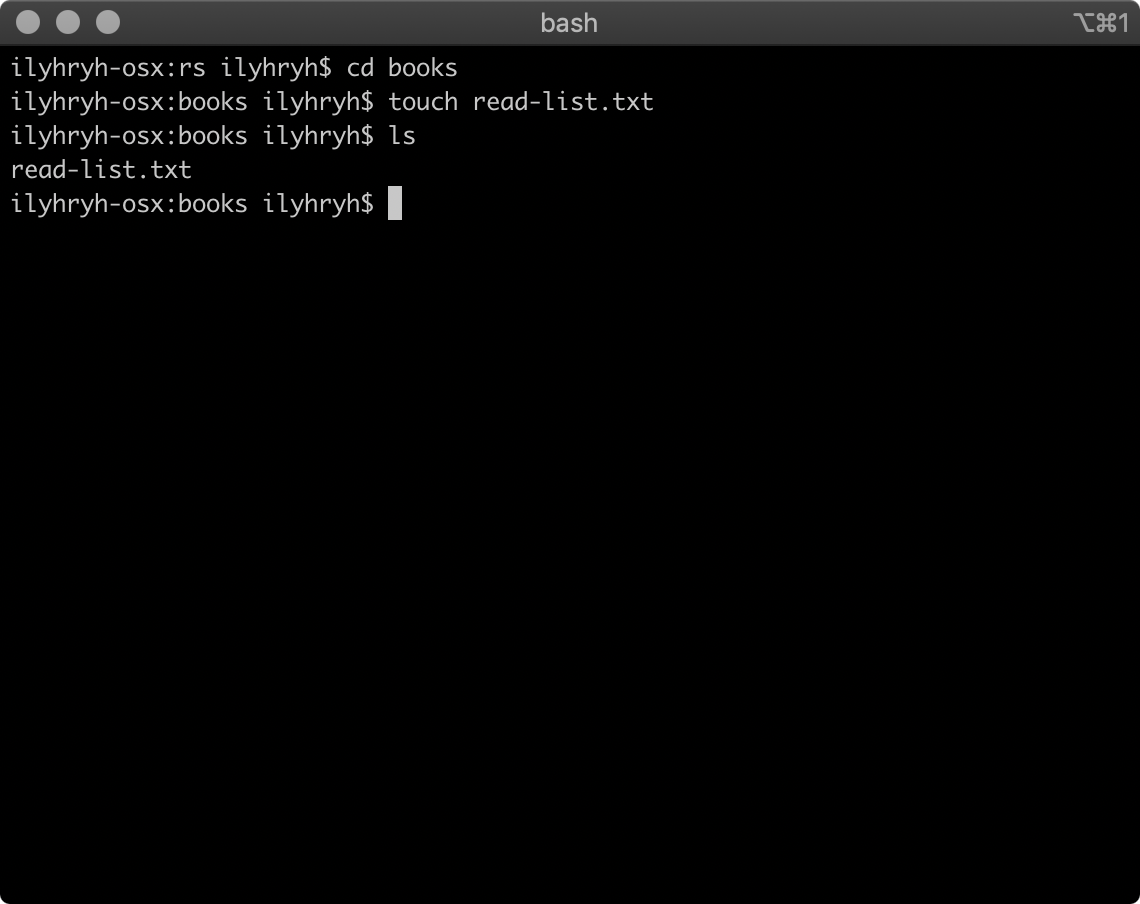 bash
⌥⌘1
ilyhryh-osx:rs ilyhryh$ cd books
ilyhryh-osx:books ilyhryh$ touch read-list.txt
ilyhryh-osx:books ilyhryh$ ls
read-list.txt
ilyhryh-osx:books ilyhryh$